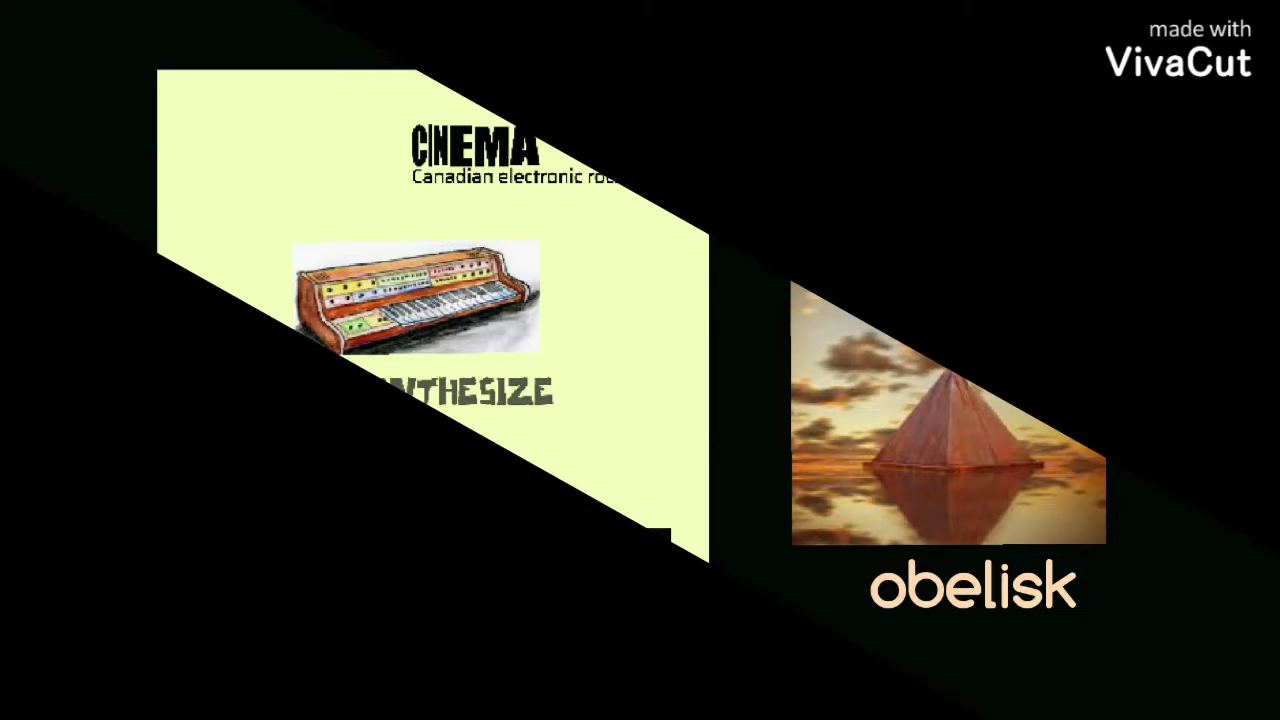 made with
VivaCut
CINEMA
Canadian electronic
NTHESIZE
obelisk